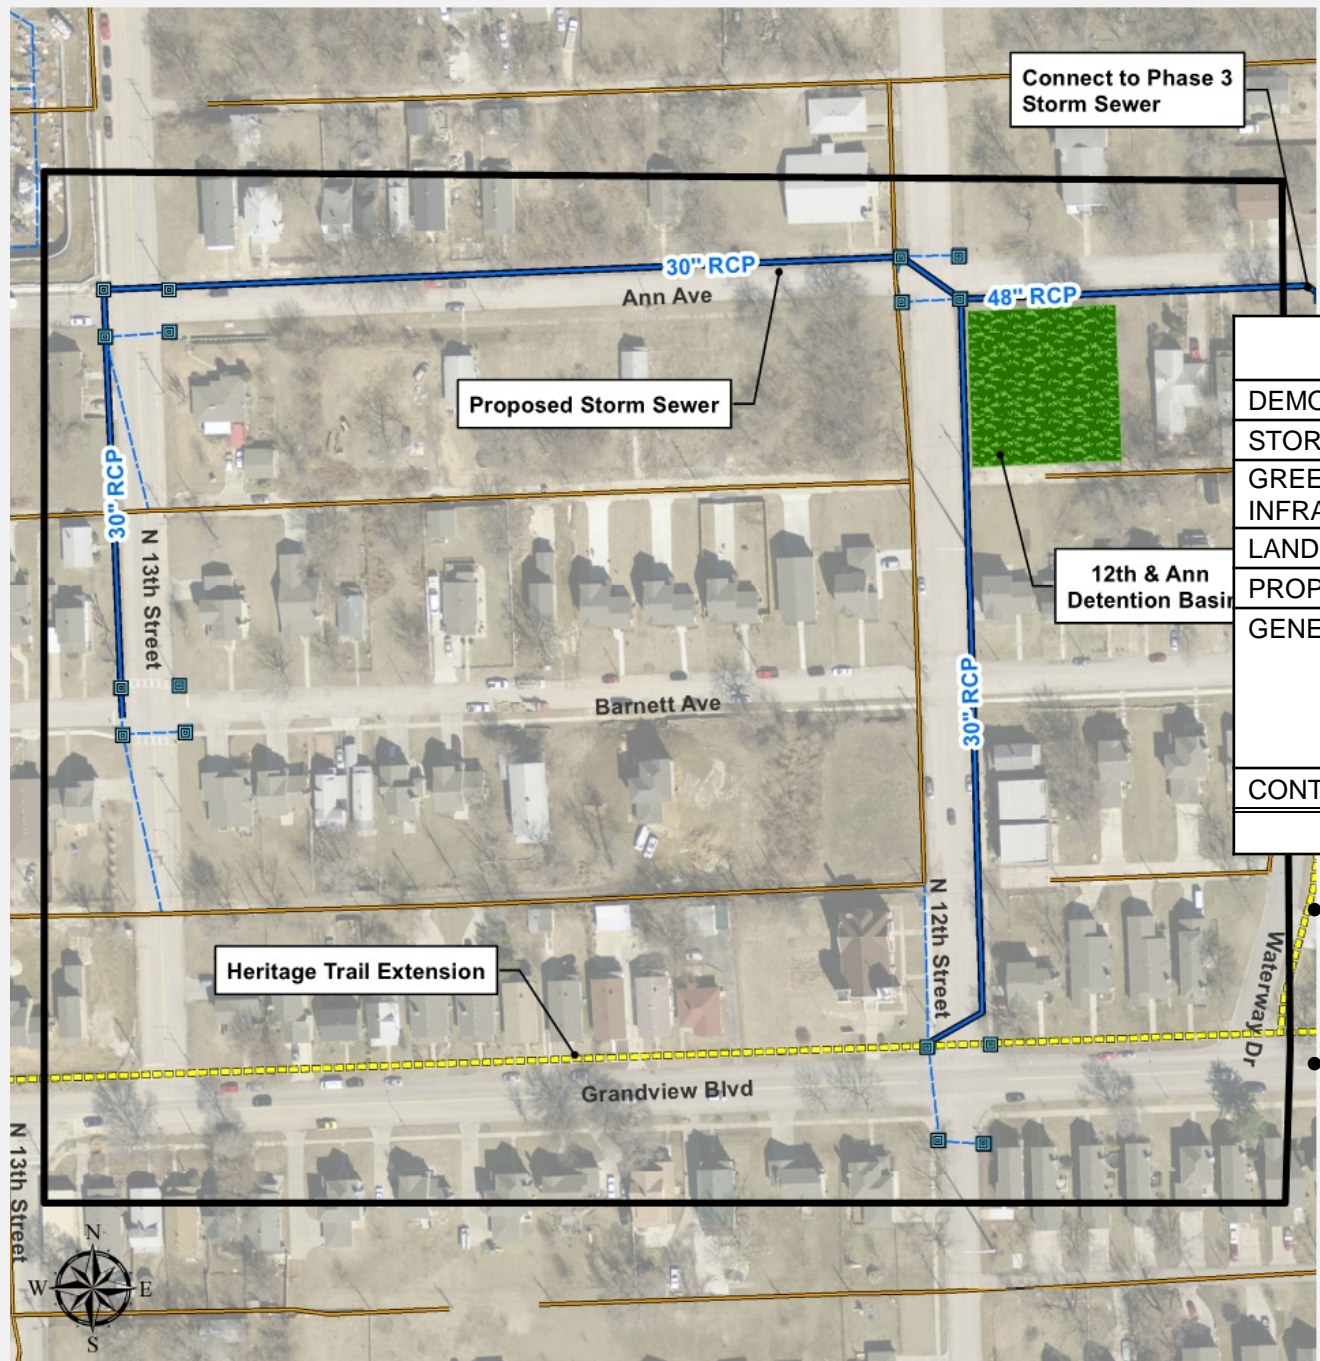 Connect to Phase 3
Storm Sewer
30" RCP
Ann Ave
48" RCP
Proposed Storm Sewer
30" RCP
N 13th Street
12th & Ann
Detention Basin
DEMO
STOR
GREE
INFRA
LAND
PROP
GENE
CONT
30" RCP
Barnett Ave
N 12th Street
Heritage Trail Extension
Waterway Dr
Grandview Blvd
N 13th Street
N
W
E
S